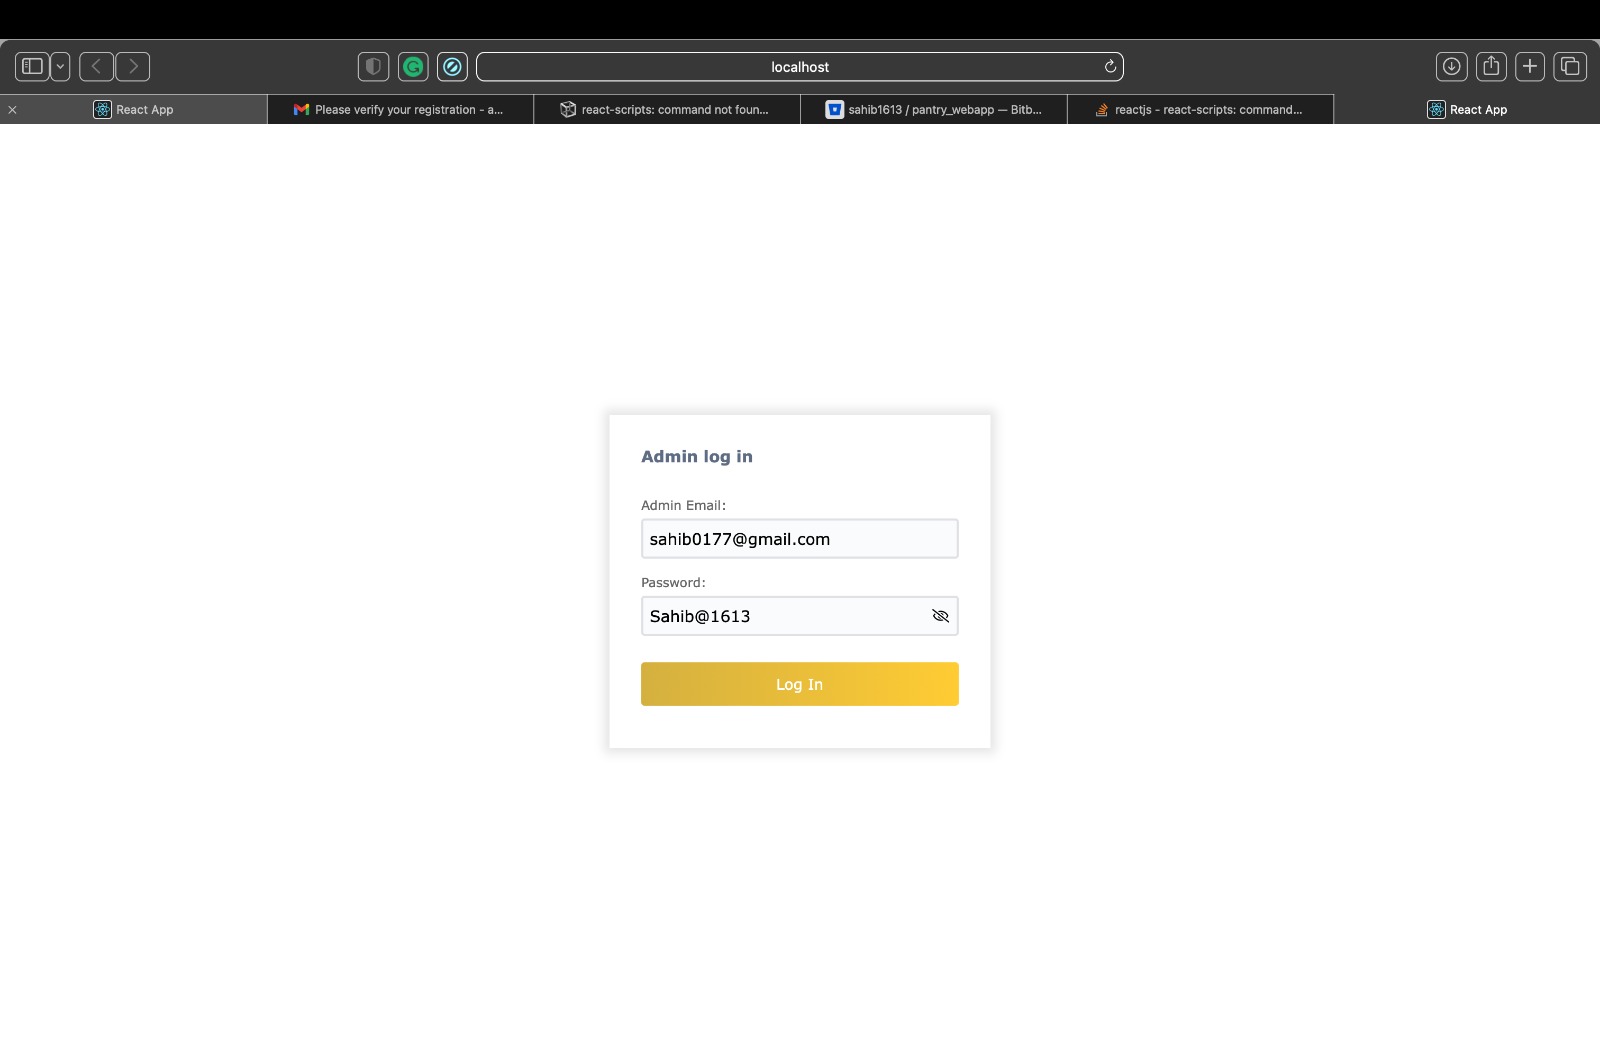 localhost
React App
Please verify your registration - a...
react-scripts: command not foun...
sahib1613 / pantry_webapp — Bitb...
reactjs - react-scripts: command...
React App
Admin log in
Admin Email:
sahib0177@gmail.com
Password:
Sahib@1613
Log In